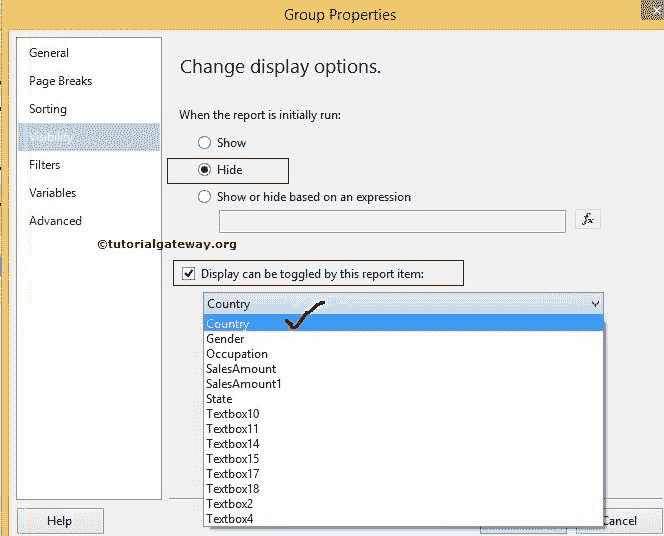 Group Properties
General
Page Breaks
Sorting
Visibility
Filters
Variables
Advanced
Change display options.
When the report is initially run:
Show
Hide
Show or hide based on an expression
fx
©tutorialgateway.org
Display can be toggled by this report item:
Country
Country
Gender
Occupation
SalesAmount
SalesAmount1
State
Textbox10
Textbox11
Textbox14
Textbox15
Textbox17
Textbox18
Textbox2
Textbox4
Help
Cancel